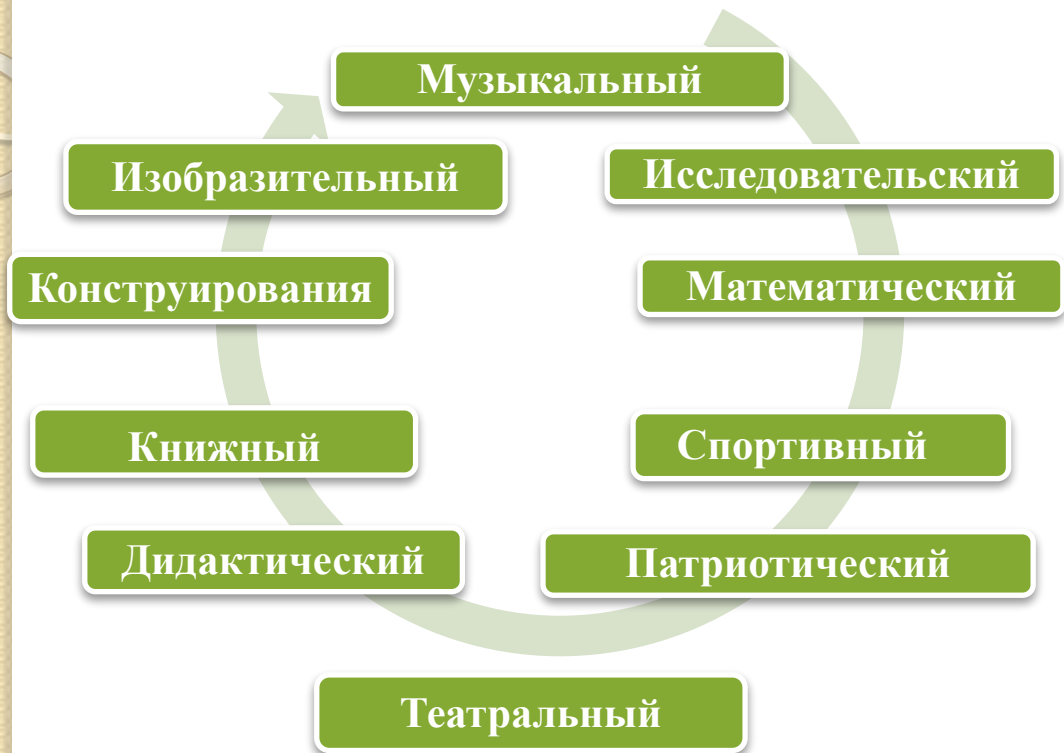 Музыкальный
Исследовательский
Математический
Спортивный
Патриотический
Театральный
Дидактический
Книжный
Конструирования
Изобразительный